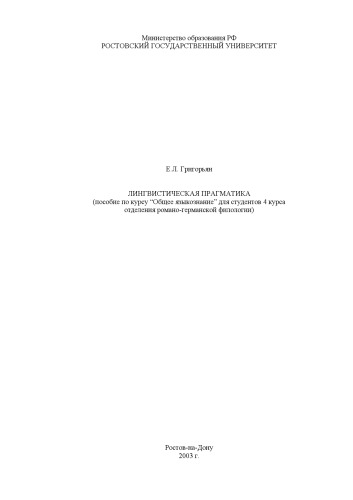 Министерство образования РФ
РОСТОВСКИЙ ГОСУДАРСТВЕННЫЙ УНИВЕРСИТЕТ
Е.Л. Григорьян
ЛИНГВИСТИЧЕСКАЯ ПРАГМАТИКА
(пособие по курсу “Общее языкознание” для студентов 4 курса
отделения романо-германской филологии)
Ростов-на-Дону
2003 г.